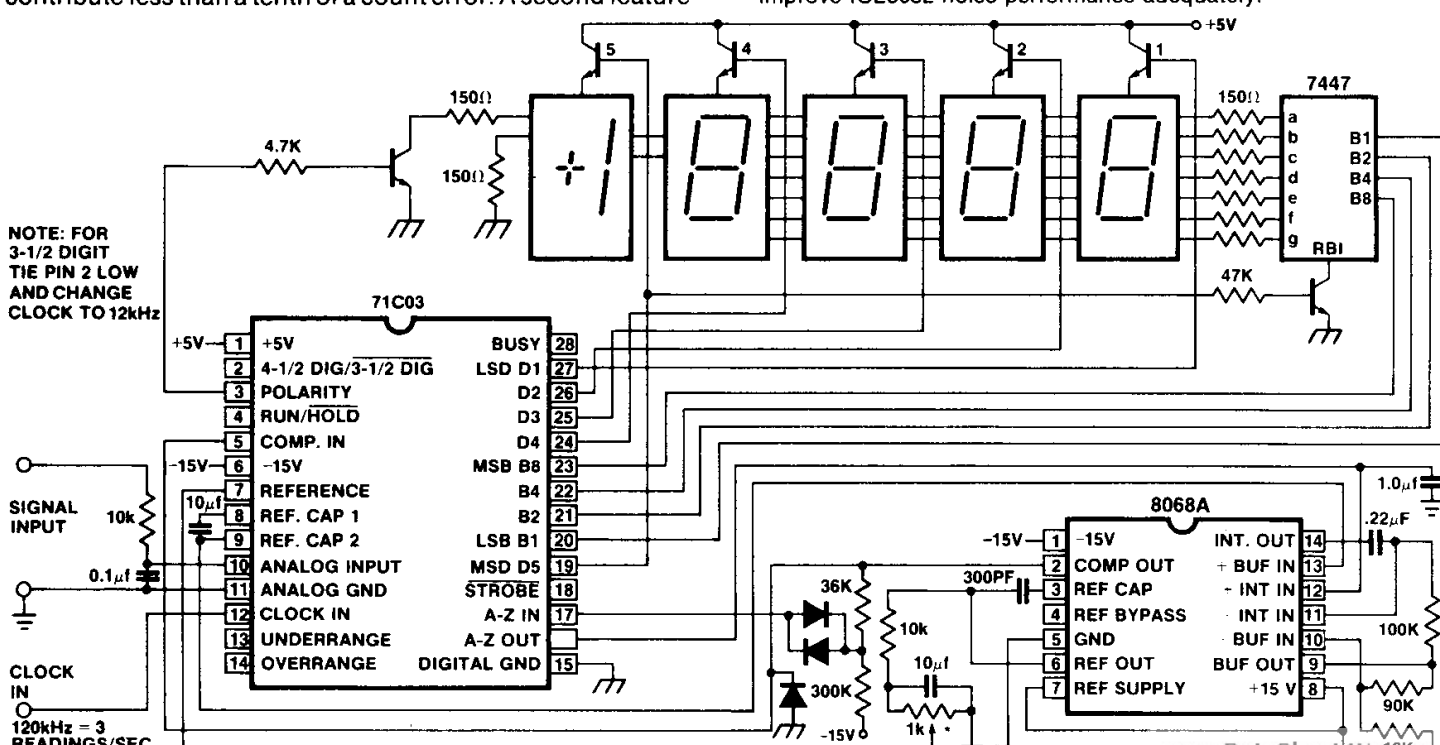 contribute less than a tenth of a count error. A second feature
improve ICL8052 noise performance adequately.
+5V
5
4
3
2
1
7447
150Ω
150Ω
a
b
c
d
e
f
g
B1
B2
B4
B8
RBI
4.7K
150Ω
+1
8
8
8
8
47K
NOTE: FOR
3-1/2 DIGIT
TIE PIN 2 LOW
AND CHANGE
CLOCK TO 12kHz
71C03
+5V
1 +5V
2 4-1/2 DIG/3-1/2 DIG
3 POLARITY
4 RUN/HOLD
5 COMP. IN
-15V
6 -15V
7 REFERENCE
8 REF. CAP 1
9 REF. CAP 2
10 ANALOG INPUT
11 ANALOG GND
12 CLOCK IN
13 UNDERRANGE
14 OVERRANGE
BUSY 28
LSD D1 27
D2 26
D3 25
D4 24
MSB B8 23
B4 22
B2 21
LSB B1 20
MSD D5 19
STROBE 18
A-Z IN 17
A-Z OUT
DIGITAL GND 15
SIGNAL
INPUT
10k
10μf
0.1μf
CLOCK
IN
120kHz = 3
READINGS/SEC
36K
300K
-15V
300PF
10k
10μf
1k *
8068A
-15V
1 -15V
2 COMP OUT
3 REF CAP
4 REF BYPASS
5 GND
6 REF OUT
7 REF SUPPLY
INT. OUT 14
+ BUF IN 13
+ INT IN 12
- INT IN 11
- BUF IN 10
BUF OUT 9
+15 V 8
1.0μf
.22μF
100K
90K
10K